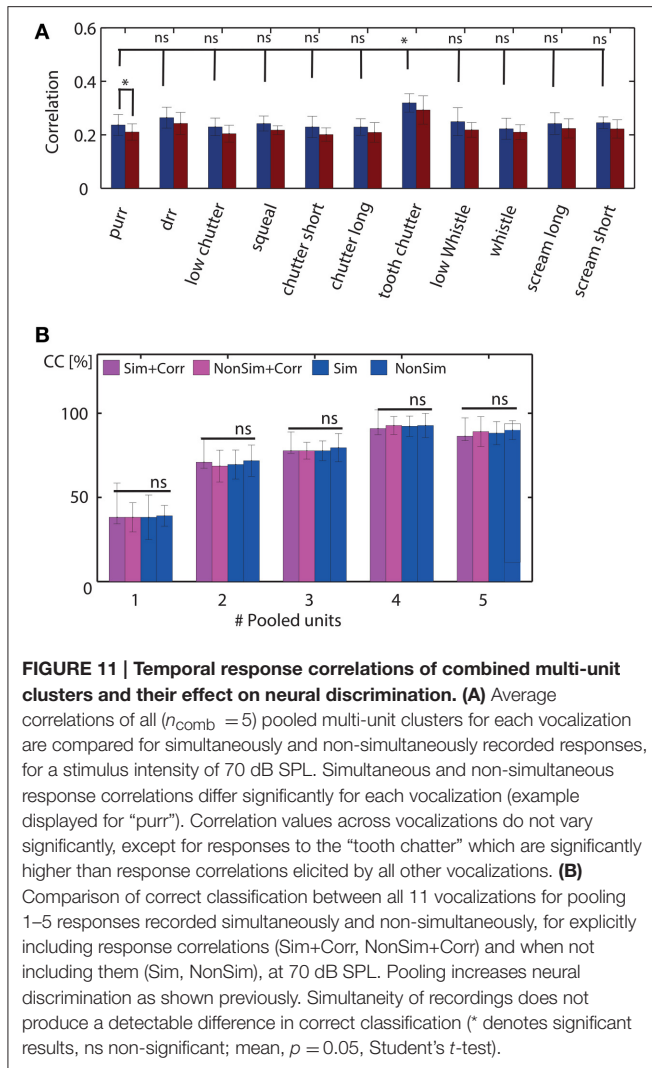 A
0.6
0.4
0.2
0
Correlation
ns ns ns ns ns * ns ns ns ns
*
purr
drr
low chutter
squeal
chutter short
chutter long
tooth chutter
low Whistle
whistle
scream long
scream short
B
CC [%]
Sim+Corr NonSim+Corr Sim NonSim
100
50
0
ns ns ns ns ns
1 2 3 4 5
# Pooled units
FIGURE 11 | Temporal response correlations of combined multi-unit
clusters and their effect on neural discrimination. (A) Average
correlations of all (ncomb = 5) pooled multi-unit clusters for each vocalization
are compared for simultaneously and non-simultaneously recorded responses,
for a stimulus intensity of 70 dB SPL. Simultaneous and non-simultaneous
response correlations differ significantly for each vocalization (example
displayed for “purr”). Correlation values across vocalizations do not vary
significantly, except for responses to the “tooth chatter” which are significantly
higher than response correlations elicited by all other vocalizations. (B)
Comparison of correct classification between all 11 vocalizations for pooling
1–5 responses recorded simultaneously and non-simultaneously, for explicitly
including response correlations (Sim+Corr, NonSim+Corr) and when not
including them (Sim, NonSim), at 70 dB SPL. Pooling increases neural
discrimination as shown previously. Simultaneity of recordings does not
produce a detectable difference in correct classification (* denotes significant
results, ns non-significant; mean, p = 0.05, Student’s t-test).